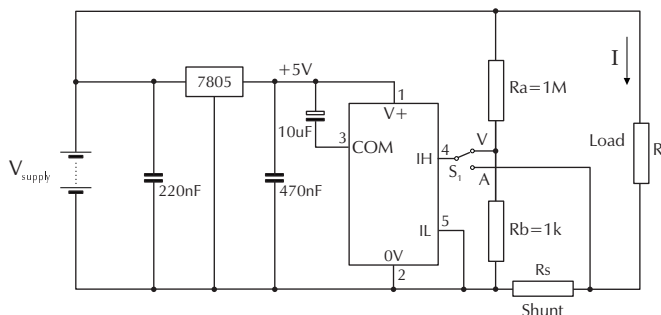 7805
+5V
I
1
V+
Ra=1M
10uF
3
COM
Load
R
IH
4
V
S1
A
Vsupply
220nF
470nF
IL
5
Rb=1k
0V
2
Rs
Shunt